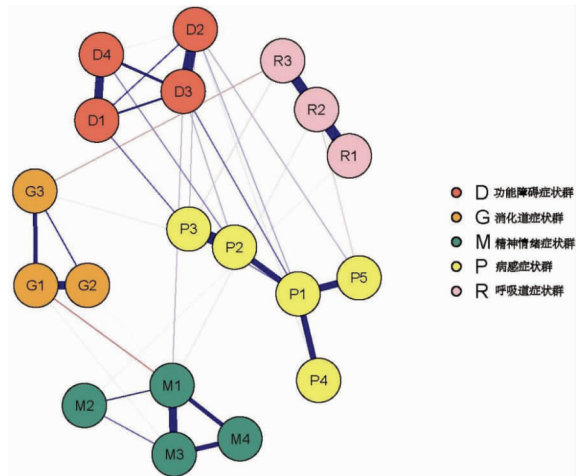 D2
D4
R3
D3
R2
D1
R1
G3
P3
P2
P5
P1
G1
G2
P4
M1
M2
M4
M3
D 功能障碍症状群
G 消化道症状群
M 精神情绪症状群
P 病感症状群
R 呼吸道症状群